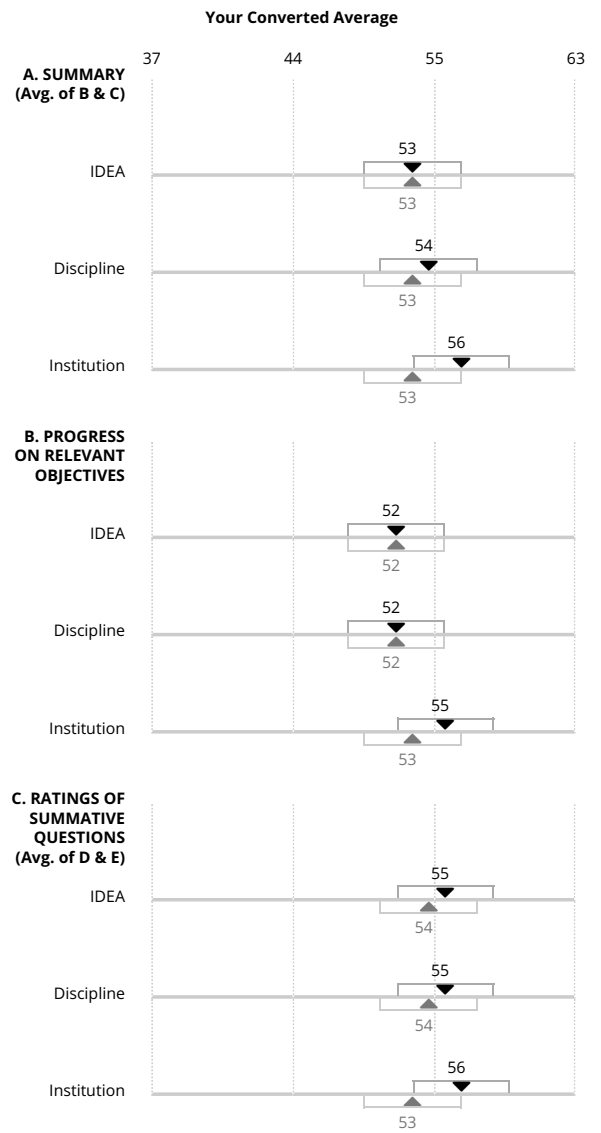 Your Converted Average
37 44 55 63
A. SUMMARY
(Avg. of B & C)
53
IDEA
53
54
Discipline
53
56
Institution
53
B. PROGRESS
ON RELEVANT
OBJECTIVES
52
IDEA
52
52
Discipline
52
55
Institution
53
C. RATINGS OF
SUMMATIVE
QUESTIONS
(Avg. of D & E)
55
IDEA
54
55
Discipline
54
56
Institution
53